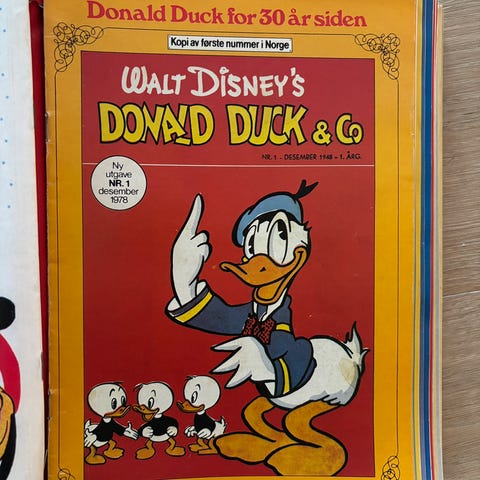 Donald Duck for 30 år siden
Kopi av første nummer i Norge
WALT DISNEY'S
DONALD DUCK & Co
NR. 1 - DESEMBER 1948 - 1. ÅRG.
Ny
utgave
NR. 1
desember
1978